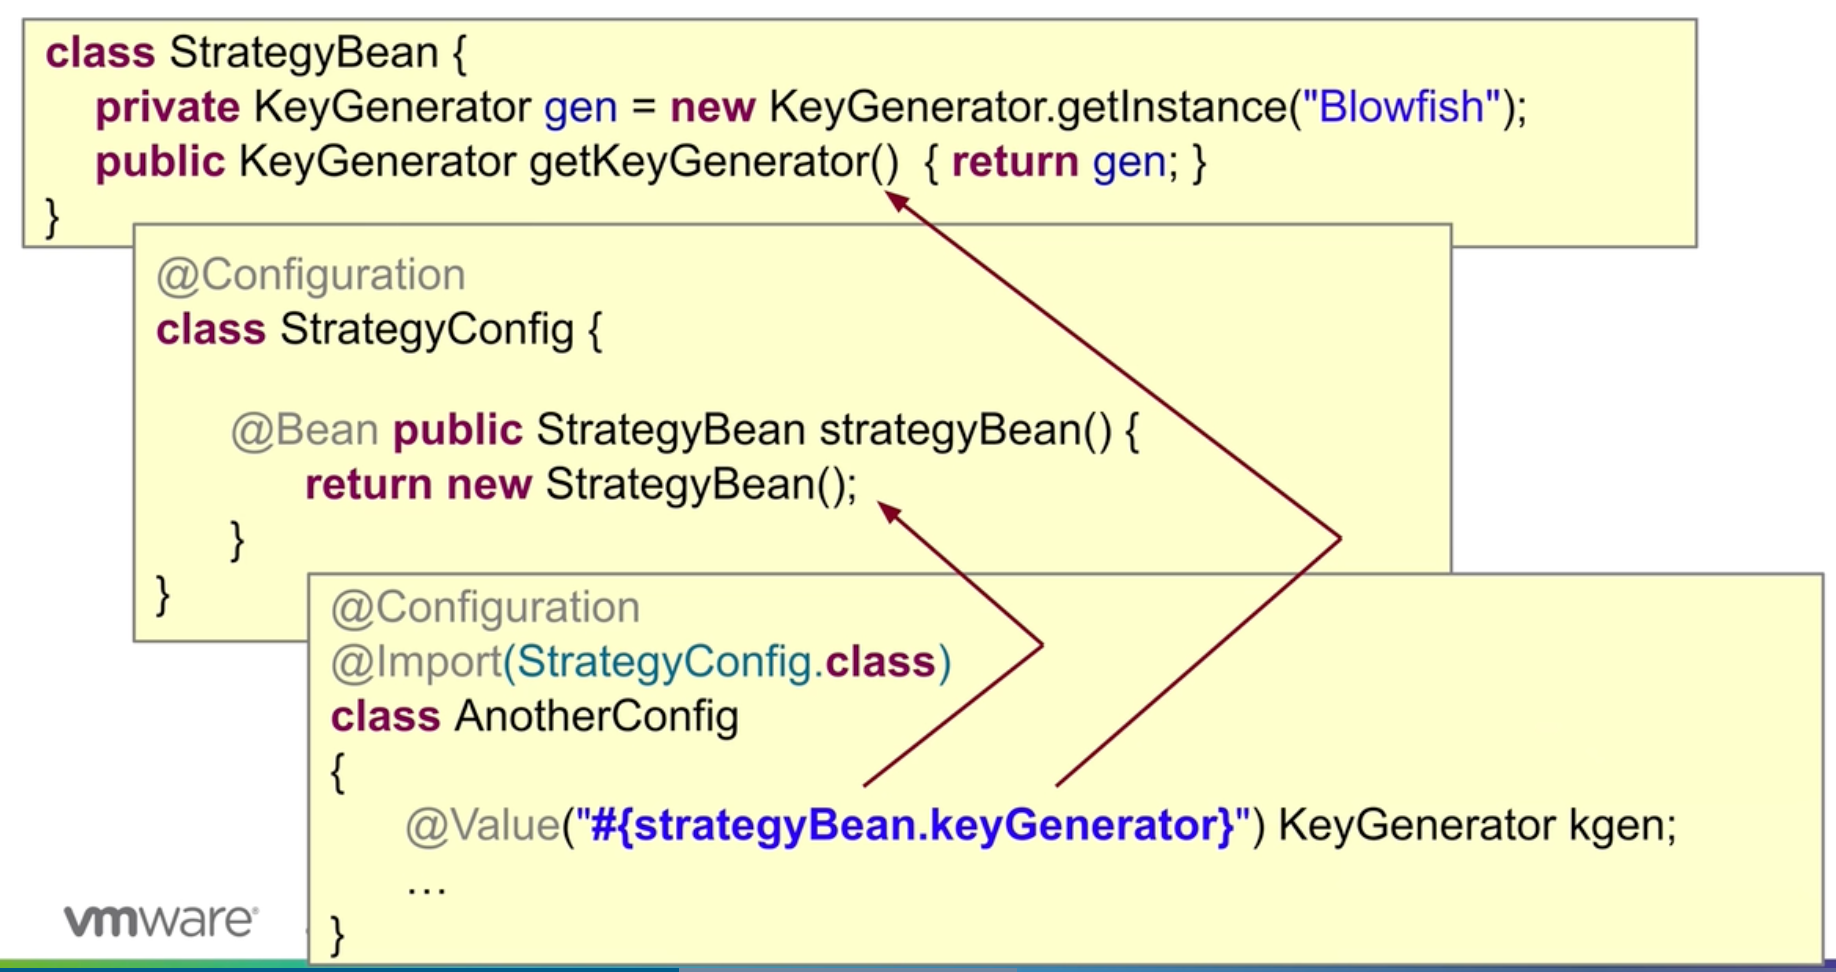 class StrategyBean {
private KeyGenerator gen = new KeyGenerator.getInstance("Blowfish");
public KeyGenerator getKeyGenerator() { return gen; }
}
@Configuration
class StrategyConfig {
@Bean public StrategyBean strategyBean() {
return new StrategyBean();
}
}
@Configuration
@Import(StrategyConfig.class)
class AnotherConfig
{
@Value("#{strategyBean.keyGenerator}") KeyGenerator kgen;
...
}
vmware®